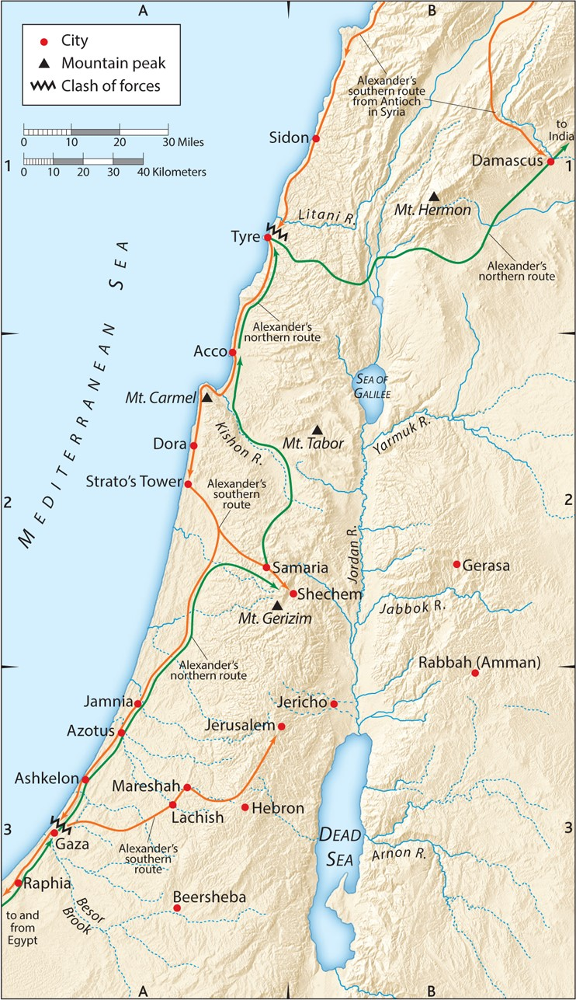 A
B
City
Mountain peak
Clash of forces
0 10 20 30 Miles
0 10 20 30 40 Kilometers
Alexander's
southern route
from Antioch
in Syria
to
India
Sidon
Damascus
1
1
Mt. Hermon
Litani R.
Tyre
Alexander's
northern route
MEDITERRANEAN SEA
Alexander's
northern route
Acco
SEA OF
GALILEE
Mt. Carmel
Kishon R.
Mt. Tabor
Yarmuk R.
Dora
Strato's Tower
Alexander's
southern
route
2
2
Jordan R.
Samaria
Gerasa
Shechem
Mt. Gerizim
Jabbok R.
Alexander's
northern route
Rabbah (Amman)
Jamnia
Jericho
Azotus
Jerusalem
Ashkelon
Mareshah
Lachish
Hebron
3
3
Gaza
DEAD
SEA
Arnon R.
Alexander's
southern
route
Raphia
Beersheba
Besor
Brook
to and
from
Egypt
A
B